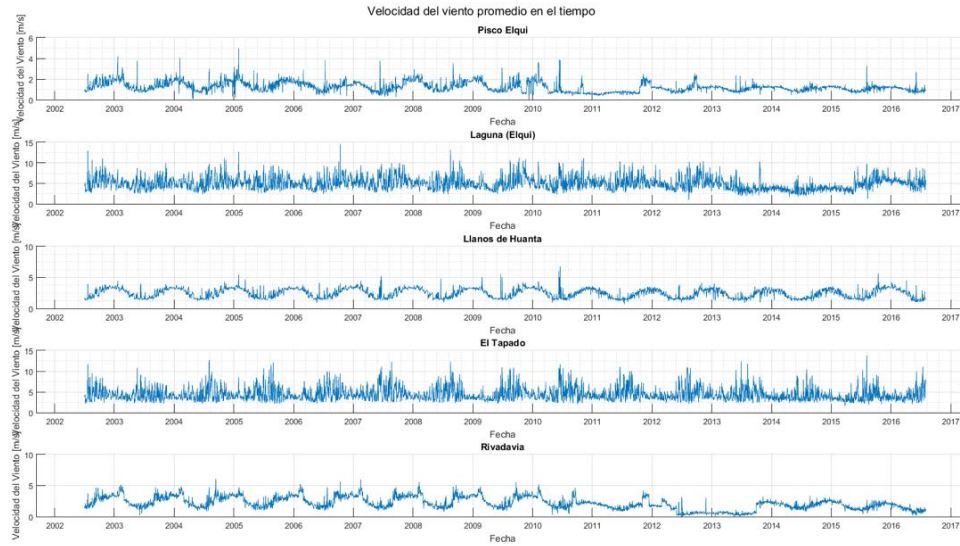 Velocidad del viento promedio en el tiempo
Pisco Elqui
Velocidad del Viento [m/s]
6
4
2
0
2002 2003 2004 2005 2006 2007 2008 2009 2010 2011 2012 2013 2014 2015 2016 2017
Fecha
Laguna (Elqui)
Velocidad del Viento [m/s]
15
10
5
0
2002 2003 2004 2005 2006 2007 2008 2009 2010 2011 2012 2013 2014 2015 2016 2017
Fecha
Llanos de Huanta
Velocidad del Viento [m/s]
10
5
0
2002 2003 2004 2005 2006 2007 2008 2009 2010 2011 2012 2013 2014 2015 2016 2017
Fecha
El Tapado
Velocidad del Viento [m/s]
15
10
5
0
2002 2003 2004 2005 2006 2007 2008 2009 2010 2011 2012 2013 2014 2015 2016 2017
Fecha
Rivadavia
Velocidad del Viento [m/s]
10
5
0
2002 2003 2004 2005 2006 2007 2008 2009 2010 2011 2012 2013 2014 2015 2016 2017
Fecha